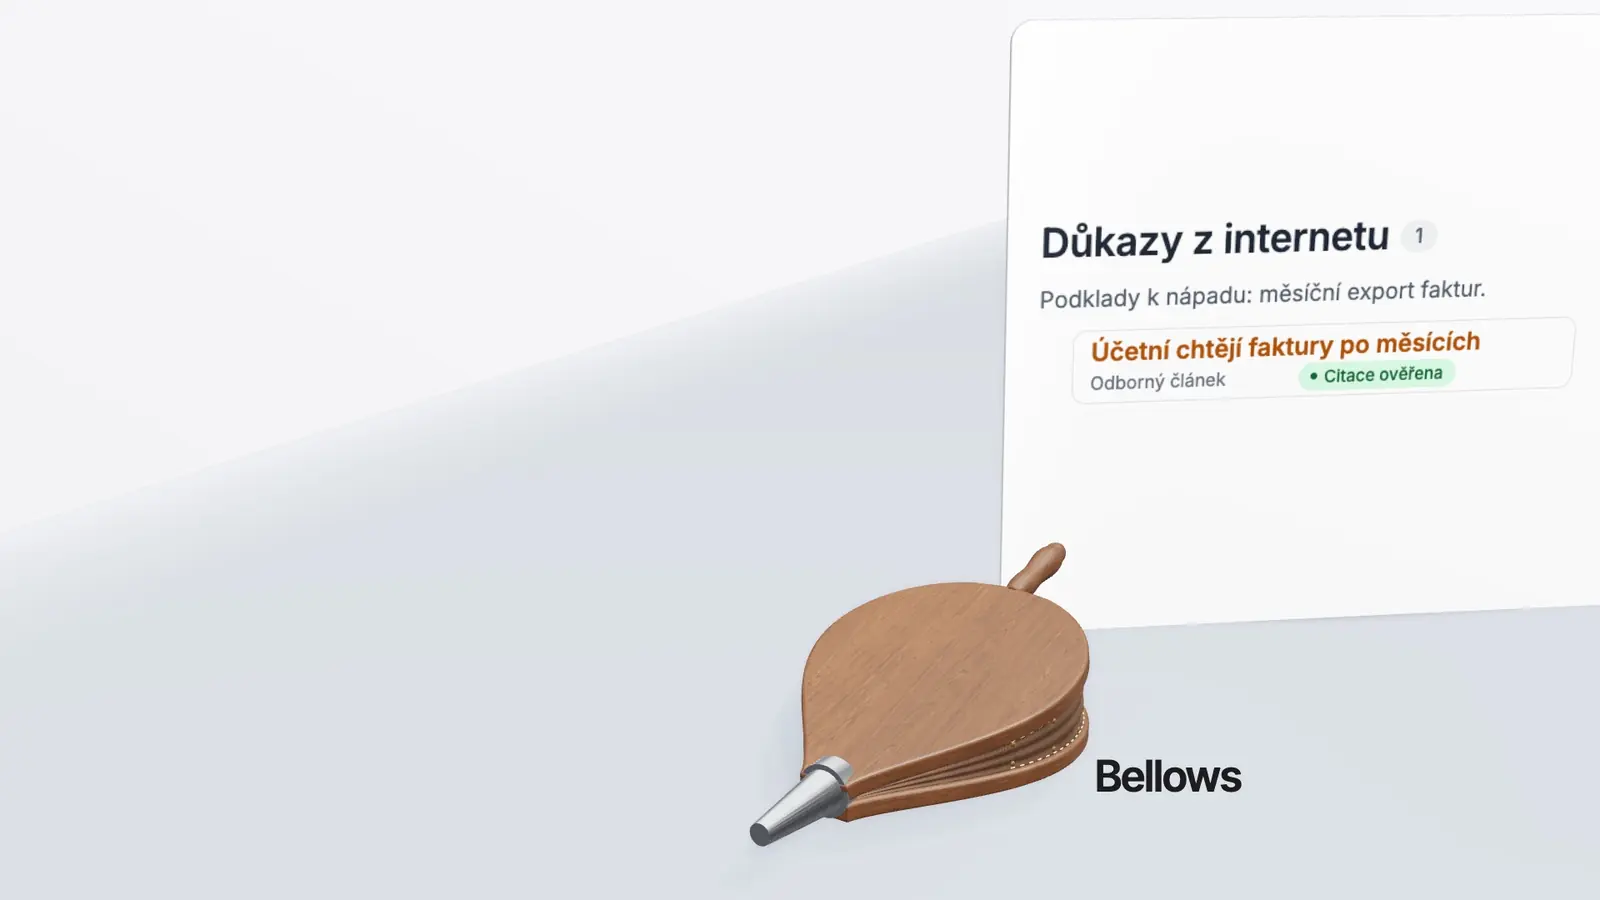 Důkazy z internetu 1
Podklady k nápadu: měsíční export faktur.
Účetní chtějí faktury po měsících
Odborný článek • Citace ověřena
Bellows